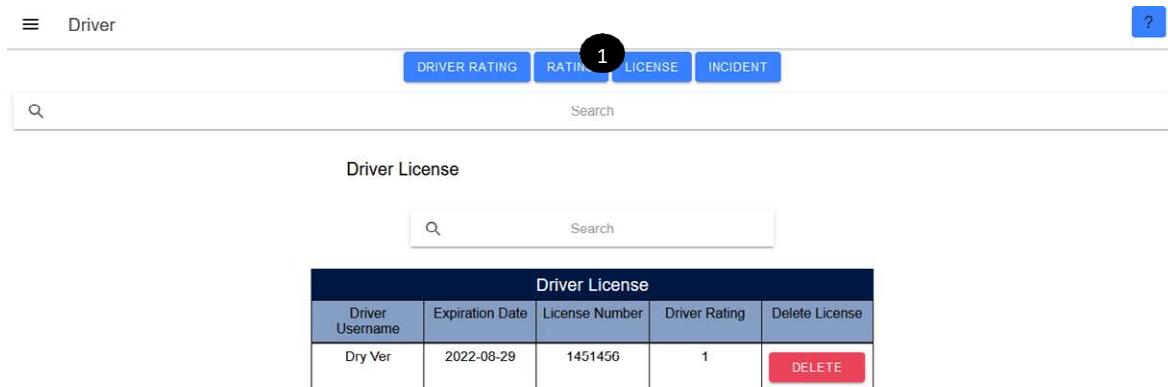 Driver
?
DRIVER RATING RATING LICENSE INCIDENT
1
Search
Driver License
Search
Driver License
Driver Username Expiration Date License Number Driver Rating Delete License
Dry Ver 2022-08-29 1451456 1 DELETE